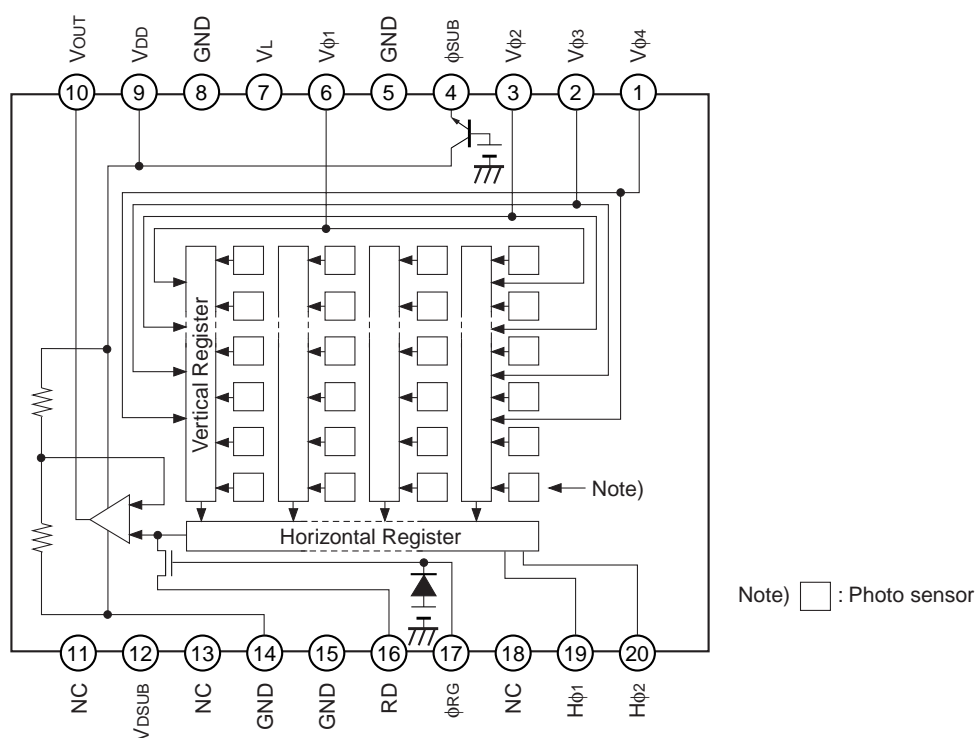 VOUT VDD GND VL Vφ1 GND φSUB Vφ2 Vφ3 Vφ4
10 9 8 7 6 5 4 3 2 1
Vertical Register
Note)
Horizontal Register
Note) : Photo sensor
11 12 13 14 15 16 17 18 19 20
NC VDSUB NC GND GND RD φRG NC Hφ1 Hφ2